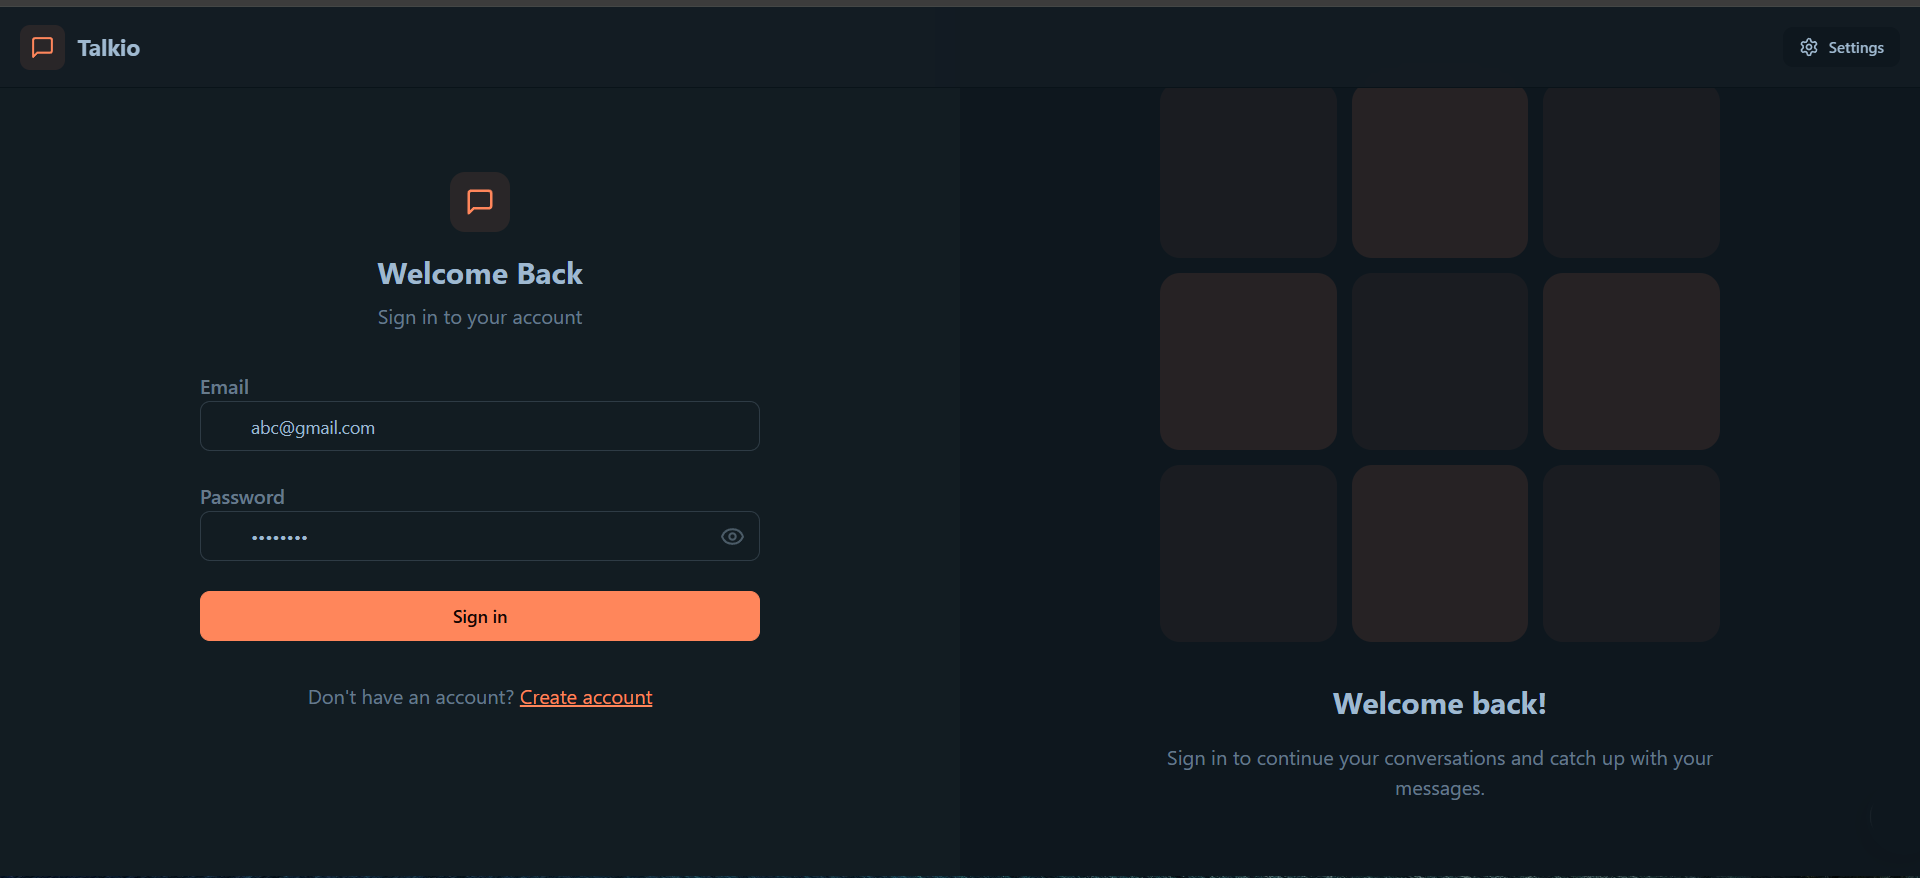 Talkio
Settings
Welcome Back
Sign in to your account
Email
abc@gmail.com
Password
••••••••
Sign in
Don't have an account? Create account
Welcome back!
Sign in to continue your conversations and catch up with your
messages.